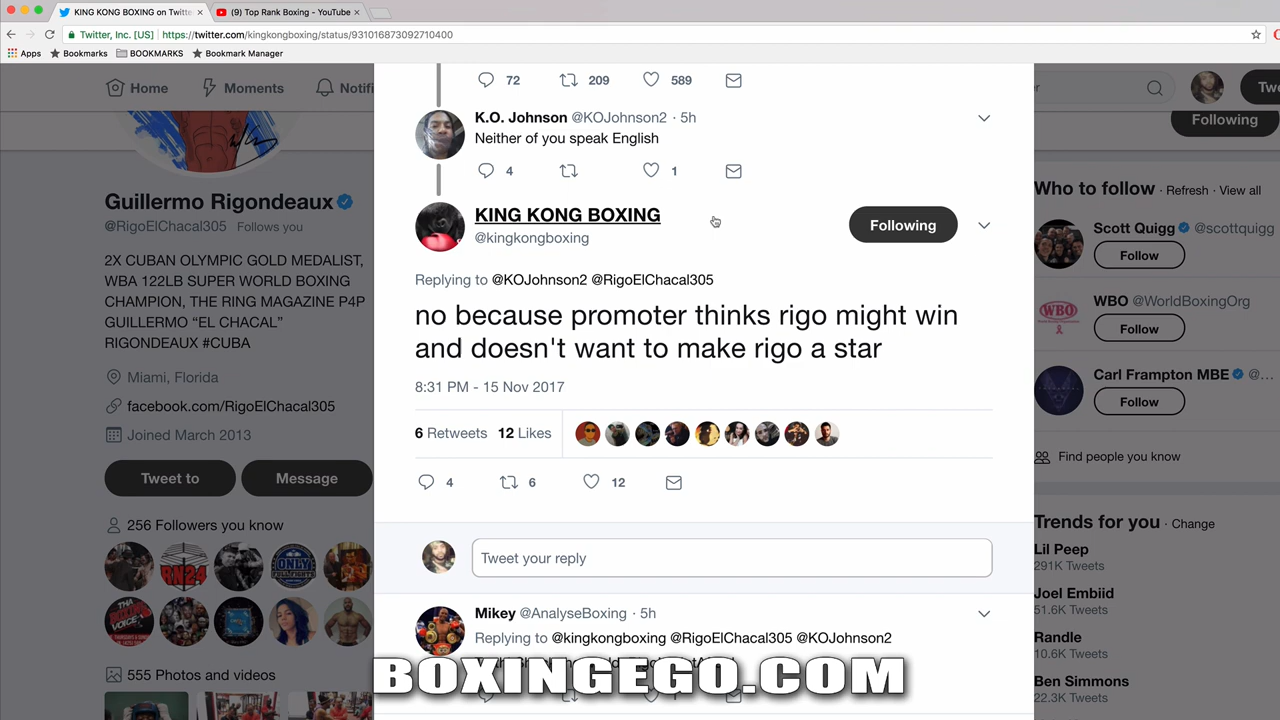 KING KONG BOXING on Twitte
(9) Top Rank Boxing - YouTube
Twitter, Inc. [US]
https://twitter.com/kingkongboxing/status/931016873092710400
Apps
Bookmarks
BOOKMARKS
Bookmark Manager
Home
Moments
Notifi
Following
Guillermo Rigondeaux
@RigoElChacal305 Follows you
2X CUBAN OLYMPIC GOLD MEDALIST,
WBA 122LB SUPER WORLD BOXING
CHAMPION, THE RING MAGAZINE P4P
GUILLERMO “EL CHACAL”
RIGONDEAUX #CUBA
Miami, Florida
facebook.com/RigoElChacal305
Joined March 2013
Tweet to
Message
256 Followers you know
555 Photos and videos
72 209 589
K.O. Johnson @KOJohnson2 · 5h
Neither of you speak English
4 1
KING KONG BOXING
@kingkongboxing
Following
Replying to @KOJohnson2 @RigoElChacal305
no because promoter thinks rigo might win
and doesn't want to make rigo a star
8:31 PM - 15 Nov 2017
6 Retweets 12 Likes
4 6 12
Tweet your reply
Mikey @AnalyseBoxing · 5h
Replying to @kingkongboxing @RigoElChacal305 @KOJohnson2
BOXINGEGO.COM
Who to follow · Refresh · View all
Scott Quigg @scottquigg
Follow
WBO @WorldBoxingOrg
Follow
Carl Frampton MBE @...
Follow
Find people you know
Trends for you · Change
Lil Peep
291K Tweets
Joel Embiid
51.6K Tweets
Randle
10.6K Tweets
Ben Simmons
22.3K Tweets